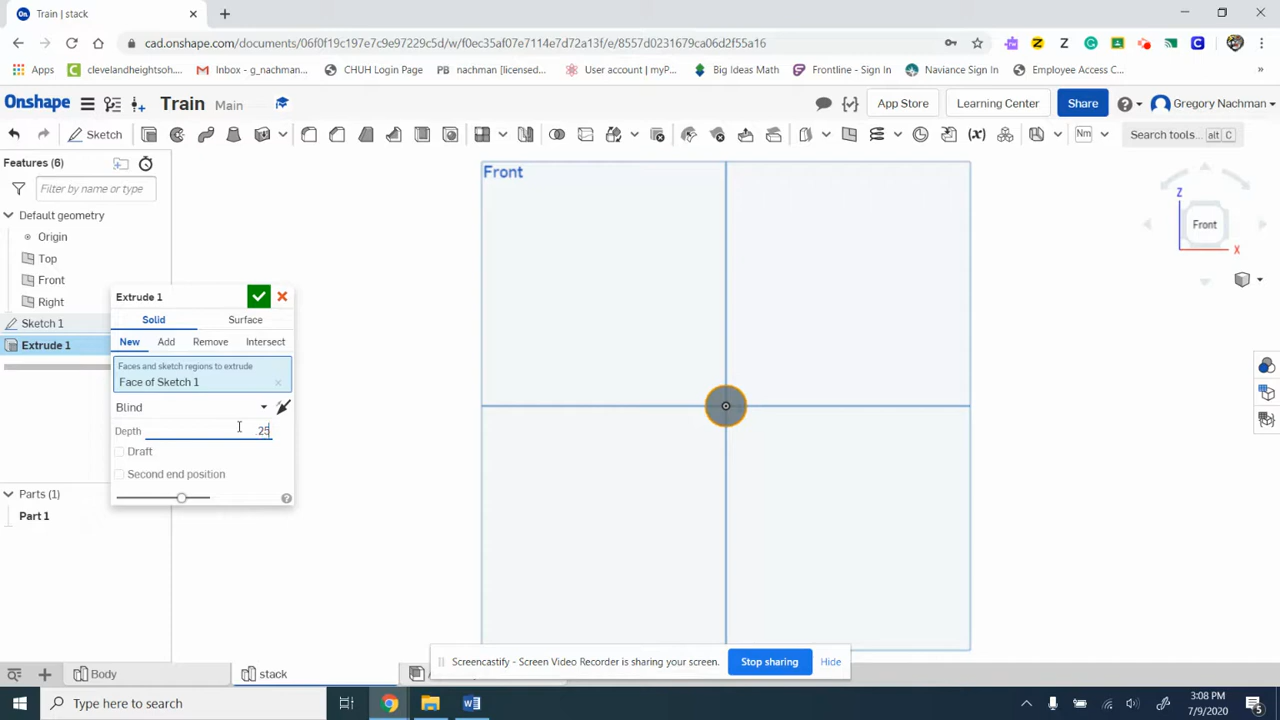 On
Train | stack
cad.onshape.com/documents/060f19c197e7c9e97229c5d/w/f0ec35df07e7114e7d72a13f/e/8557d0231679ca06d2f55a16
Apps
clevelandheightsoh...
Inbox - g_nachman...
CHUH Login Page
PB nachman [licensed...
User account | myP...
Big Ideas Math
Frontline - Sign In
Naviance Sign In
Employee Access C...
»
Onshape
Train Main
App Store
Learning Center
Share
Gregory Nachman
Sketch
Nm
Search tools... alt C
Features (6)
Filter by name or type
Default geometry
Origin
Top
Front
Right
Sketch 1
Extrude 1
Parts (1)
Part 1
Extrude 1
Solid Surface
New Add Remove Intersect
Faces and sketch regions to extrude
Face of Sketch 1
Blind
Depth .25
Draft
Second end position
Front
Z
Front
X
Screencastify - Screen Video Recorder is sharing your screen.
Stop sharing
Hide
Body
stack
Type here to search
3:08 PM
7/9/2020
5